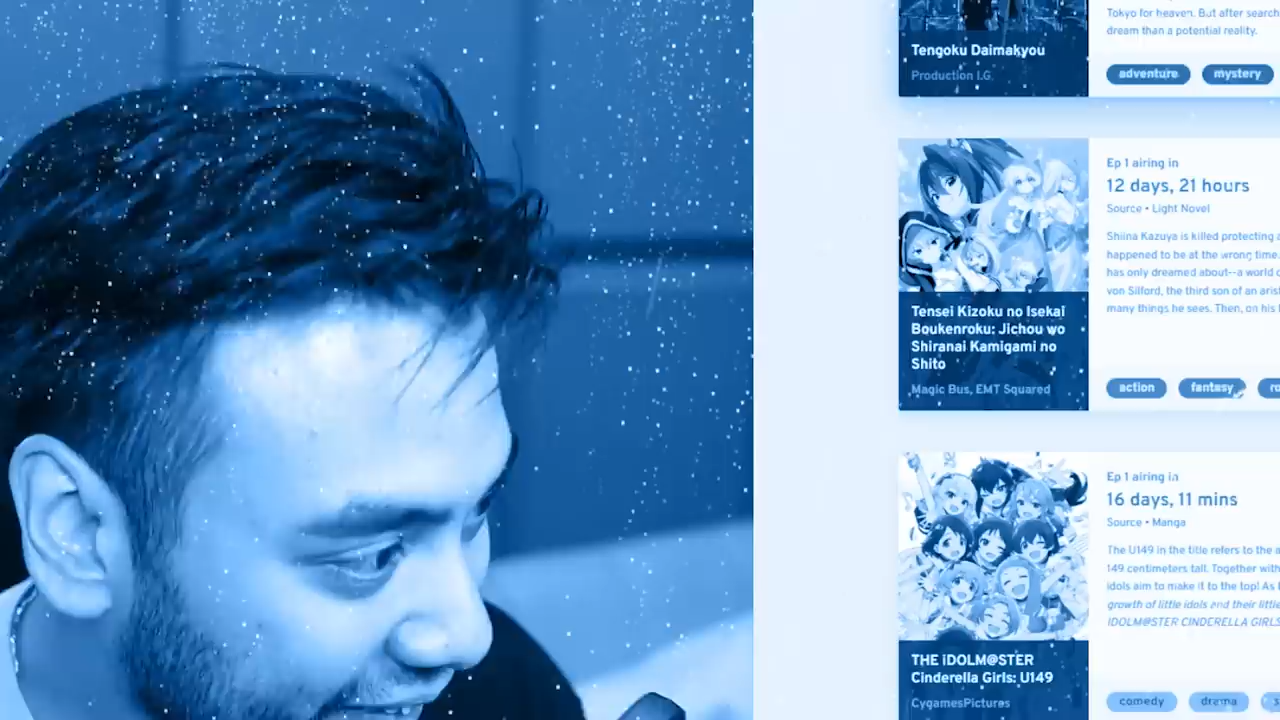 Tokyo for heaven. But after search
dream than a potential reality.
Tengoku Daimakyou
Production I.G
adventure
mystery
Ep 1 airing in
12 days, 21 hours
Source • Light Novel
Shiina Kazuya is killed protecting
happened to be at the wrong time.
has only dreamed about--a world
von Silford, the third son of an
many things he sees. Then, on his
Tensei Kizoku no Isekai
Boukenroku: Jichou wo
Shiranai Kamigami no
Shito
Magic Bus, EMT Squared
action
fantasy
Ep 1 airing in
16 days, 11 mins
Source • Manga
The U149 in the title refers to the
149 centimeters tall. Together with
idols aim to make it to the top! As
growth of little idols and their little
IDOLM@STER CINDERELLA GIRLS
THE iDOLM@STER
Cinderella Girls: U149
CygamesPictures
comedy
drama